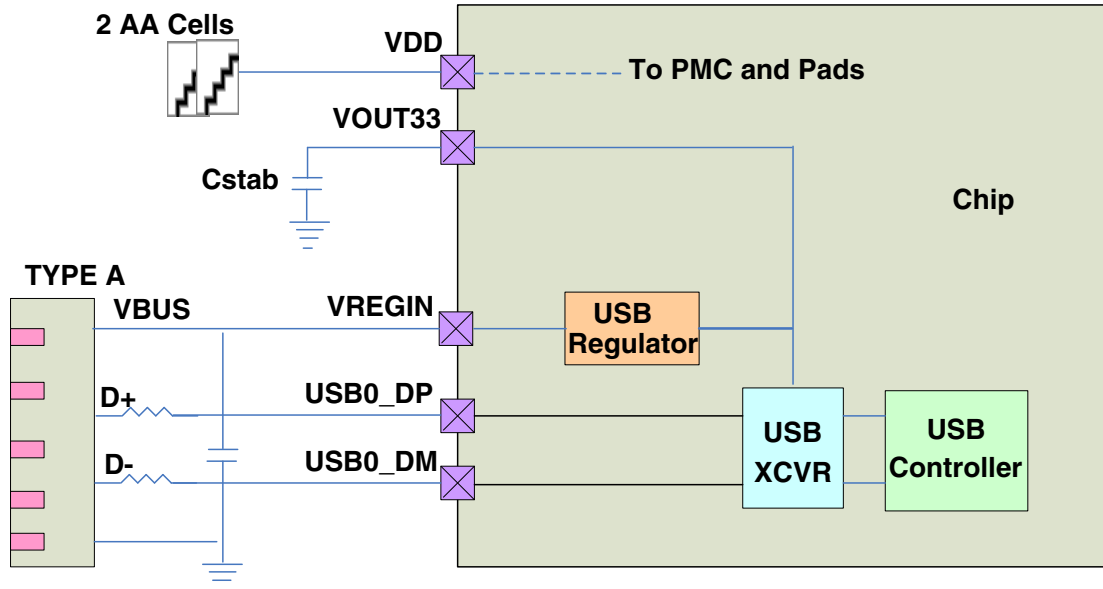 2 AA Cells
VDD
To PMC and Pads
VOUT33
Cstab
Chip
TYPE A
VBUS
VREGIN
USB
Regulator
D+
USB0_DP
D-
USB0_DM
USB
XCVR
USB
Controller